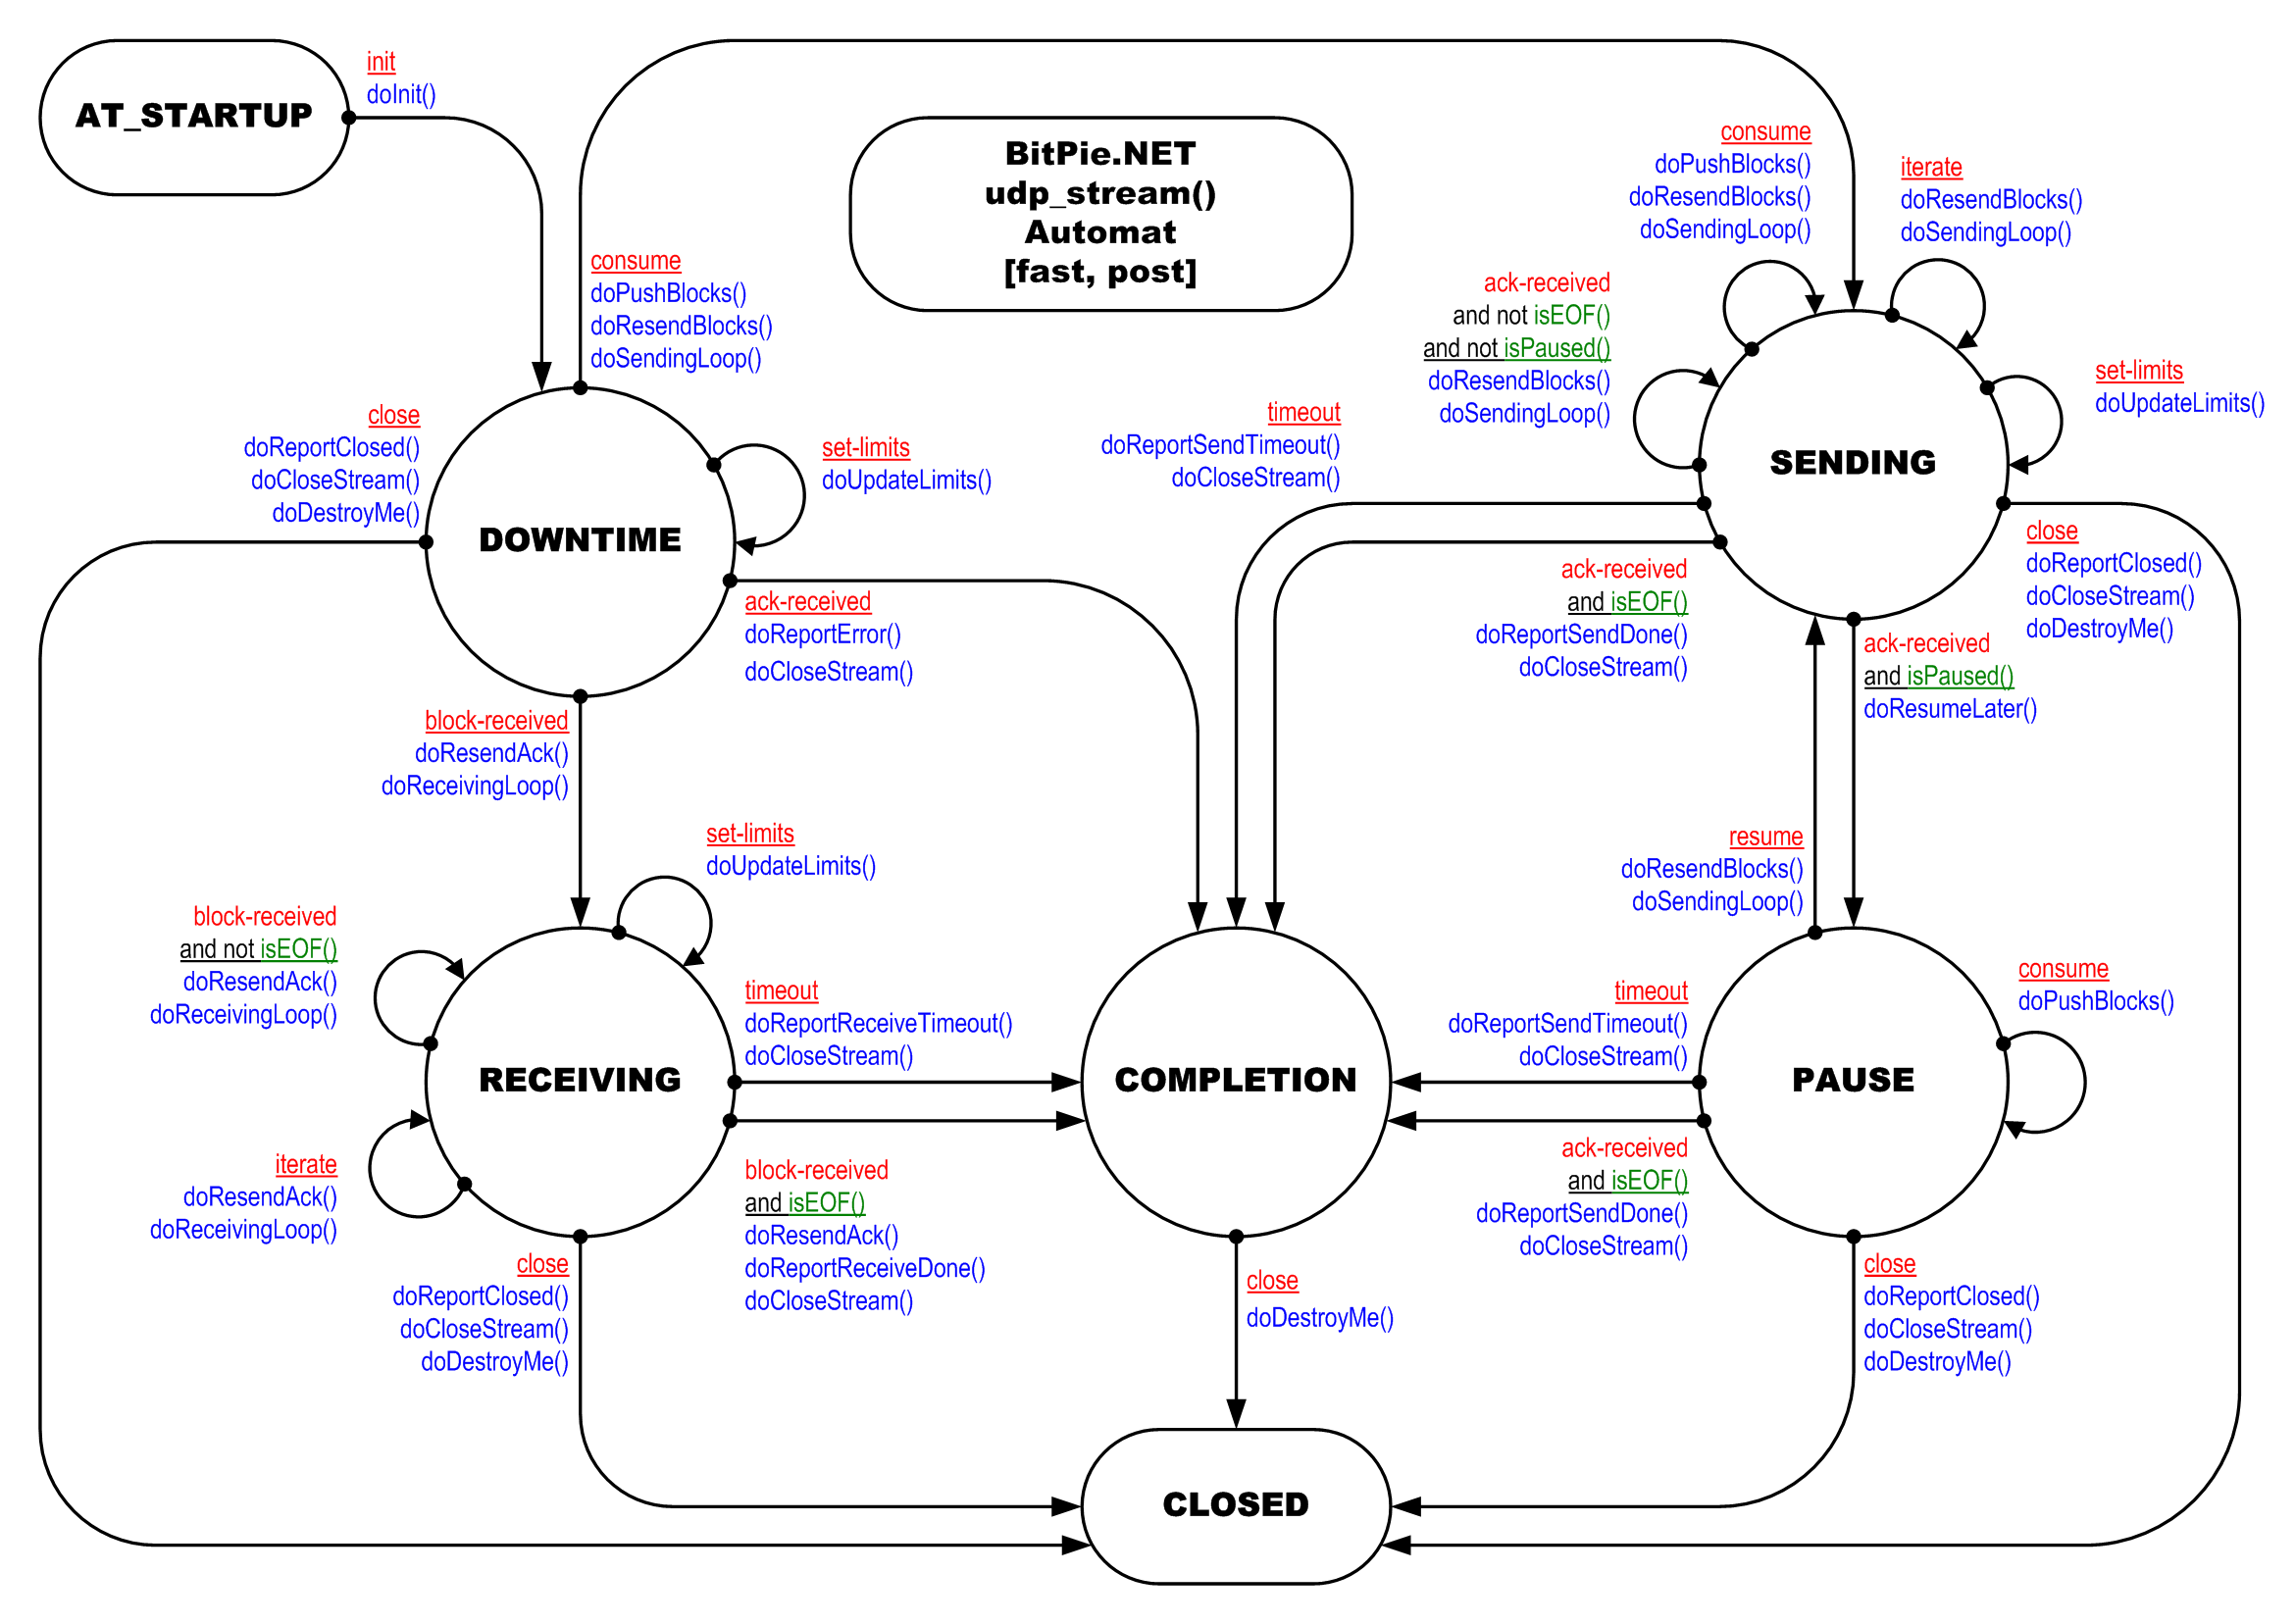 AT_STARTUP
init
doInit()
BitPie.NET
udp_stream()
Automat
[fast, post]
consume
doPushBlocks()
doResendBlocks()
doSendingLoop()
consume
doPushBlocks()
doResendBlocks()
doSendingLoop()
iterate
doResendBlocks()
doSendingLoop()
ack-received
and not isEOF()
and not isPaused()
doResendBlocks()
doSendingLoop()
set-limits
doUpdateLimits()
close
doReportClosed()
doCloseStream()
doDestroyMe()
set-limits
doUpdateLimits()
timeout
doReportSendTimeout()
doCloseStream()
SENDING
DOWNTIME
ack-received
doReportError()
doCloseStream()
ack-received
and isEOF()
doReportSendDone()
doCloseStream()
close
doReportClosed()
doCloseStream()
doDestroyMe()
ack-received
and isPaused()
doResumeLater()
block-received
doResendAck()
doReceivingLoop()
set-limits
doUpdateLimits()
resume
doResendBlocks()
doSendingLoop()
block-received
and not isEOF()
doResendAck()
doReceivingLoop()
timeout
doReportReceiveTimeout()
doCloseStream()
timeout
doReportSendTimeout()
doCloseStream()
consume
doPushBlocks()
RECEIVING
COMPLETION
PAUSE
iterate
doResendAck()
doReceivingLoop()
block-received
and isEOF()
doResendAck()
doReportReceiveDone()
doCloseStream()
ack-received
and isEOF()
doReportSendDone()
doCloseStream()
close
doReportClosed()
doCloseStream()
doDestroyMe()
close
doDestroyMe()
close
doReportClosed()
doCloseStream()
doDestroyMe()
CLOSED